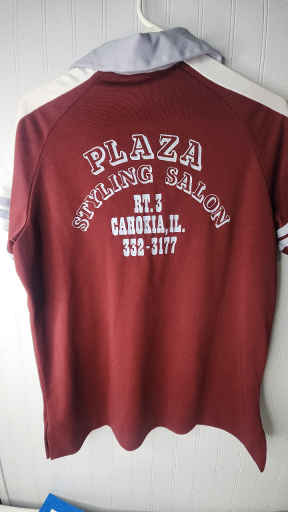 PLAZA
STYLING SALON
RT. 3
CAHOKIA, IL.
332-3177